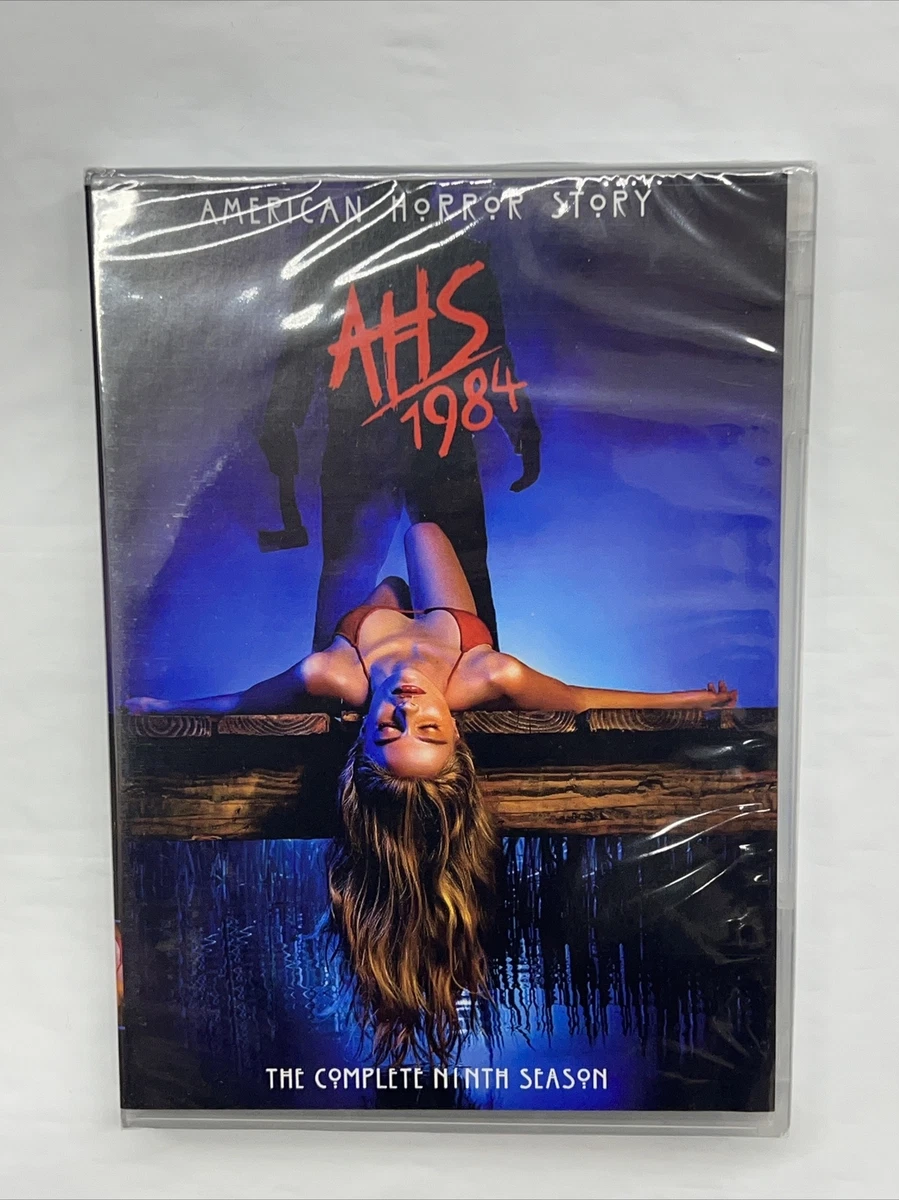 AMERICAN HORROR STORY
AHS
1984
THE COMPLETE NINTH SEASON